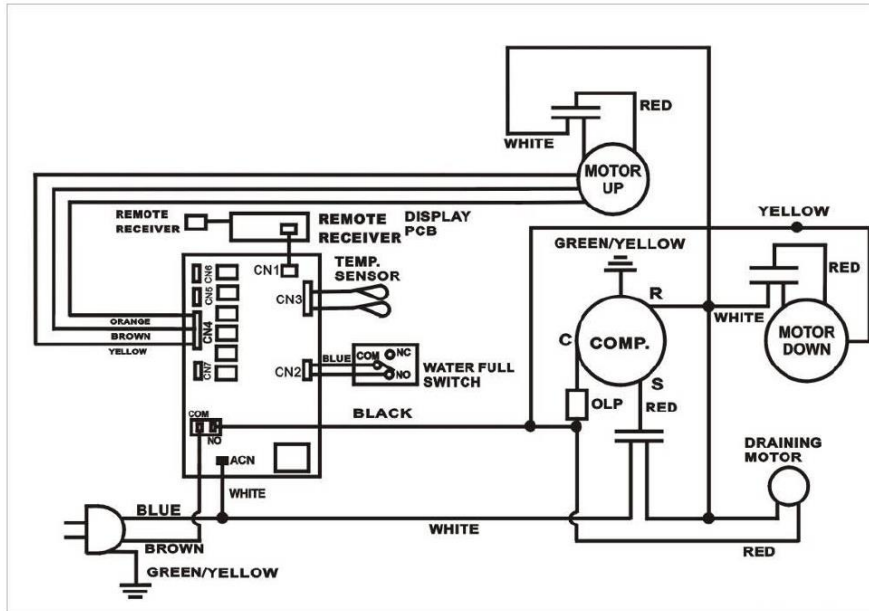 RED
WHITE
MOTOR
UP
REMOTE
RECEIVER
REMOTE
RECEIVER
DISPLAY
PCB
YELLOW
GREEN/YELLOW
TEMP.
SENSOR
RED
CN6
CN1
CN5
CN3
R
ORANGE
CN4
BROWN
YELLOW
WHITE
MOTOR
DOWN
C
COMP.
BLUE
COM
NC
NO
CN2
CN7
WATER FULL
SWITCH
S
OLP
RED
COM
NO
BLACK
DRAINING
MOTOR
ACN
WHITE
BLUE
WHITE
BROWN
RED
GREEN/YELLOW